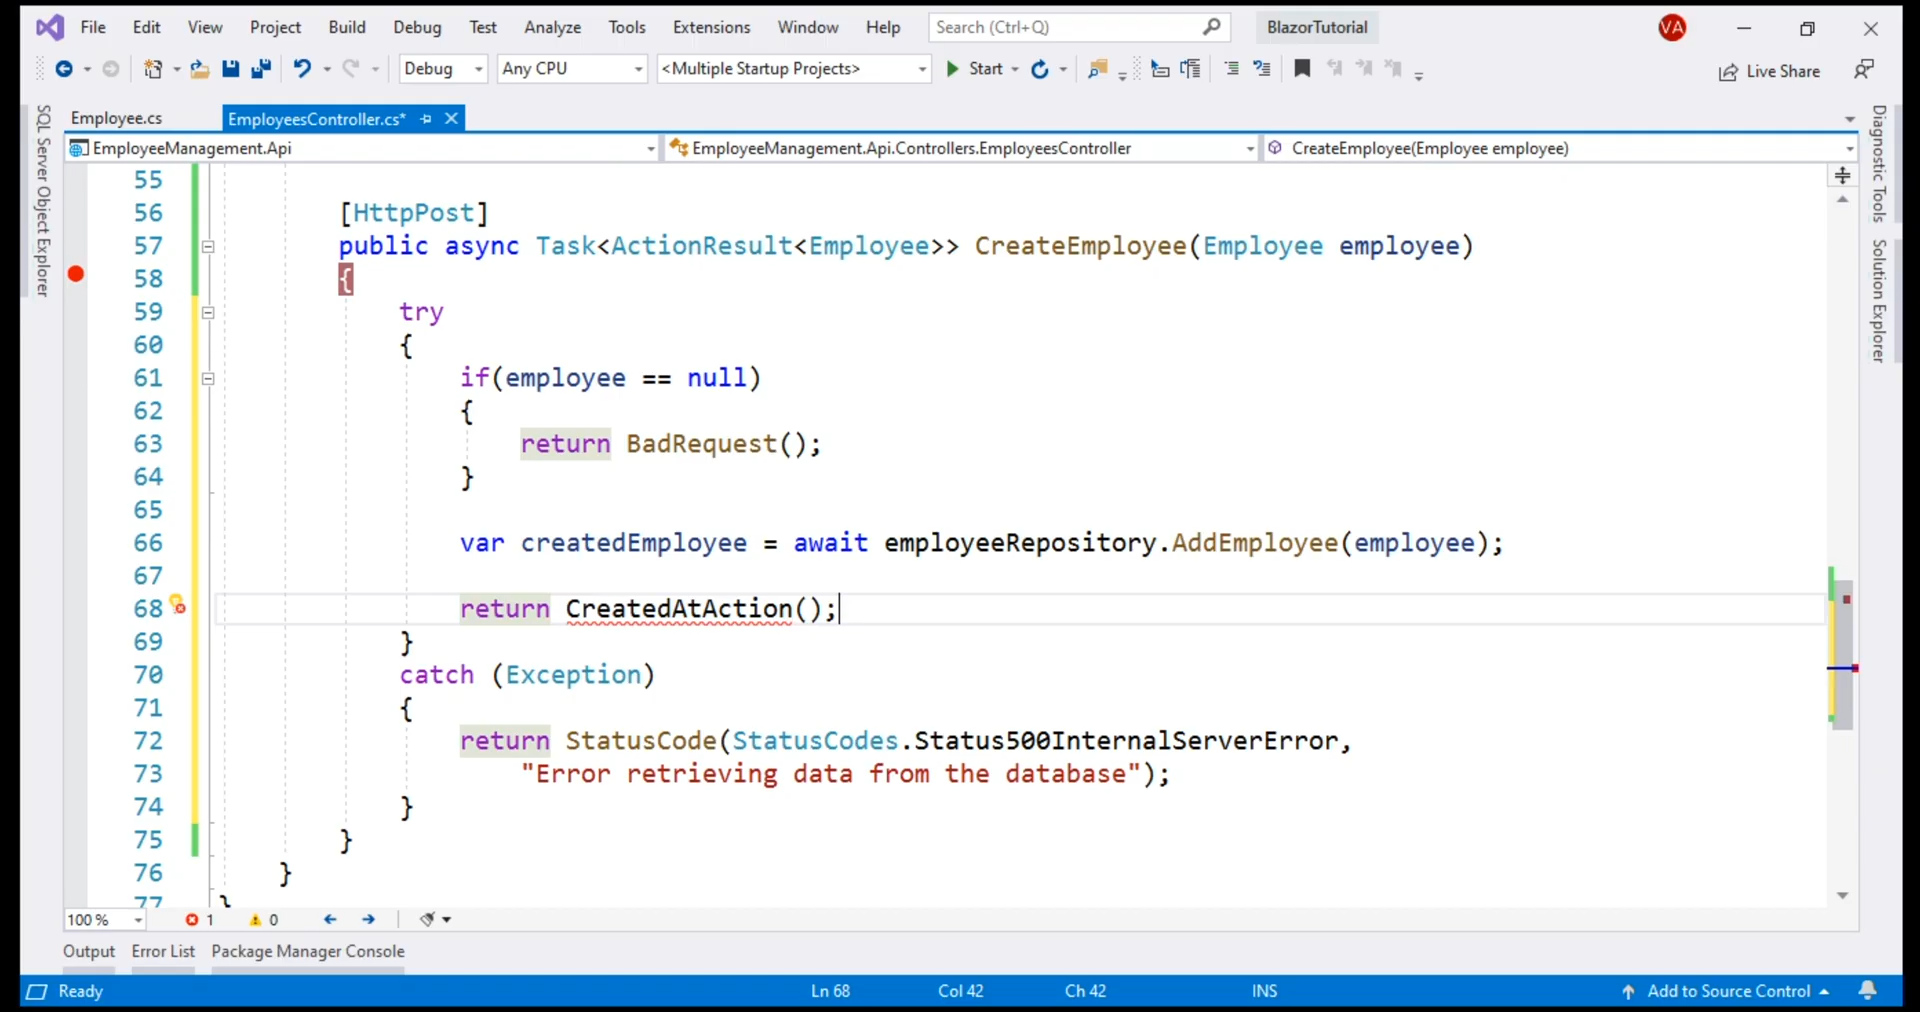 File Edit View Project Build Debug Test Analyze Tools Extensions Window Help Search (Ctrl+Q) BlazorTutorial VA
Debug Any CPU <Multiple Startup Projects> Start Live Share
SQL Server Object Explorer
Employee.cs EmployeesController.cs*
EmployeeManagement.Api EmployeeManagement.Api.Controllers.EmployeesController CreateEmployee(Employee employee)
Diagnostic Tools
Solution Explorer
55
56 [HttpPost]
57 public async Task<ActionResult<Employee>> CreateEmployee(Employee employee)
58 {
59 try
60 {
61 if(employee == null)
62 {
63 return BadRequest();
64 }
65
66 var createdEmployee = await employeeRepository.AddEmployee(employee);
67
68 return CreatedAtAction();
69 }
70 catch (Exception)
71 {
72 return StatusCode(StatusCodes.Status500InternalServerError,
73 "Error retrieving data from the database");
74 }
75 }
76 }
77 }
100 % 1 0
Output Error List Package Manager Console
Ready Ln 68 Col 42 Ch 42 INS Add to Source Control